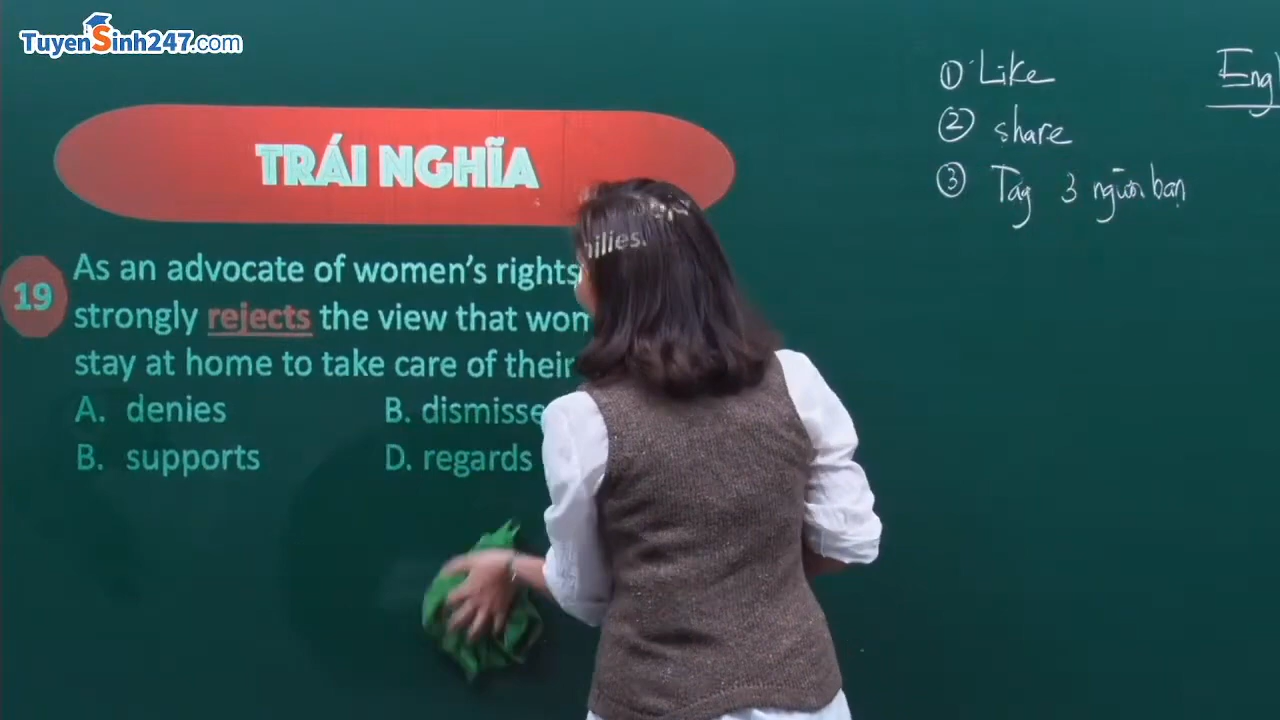 TuyenSinh247.com
TRÁI NGHĨA
19
As an advocate of women's rights
strongly rejects the view that wom
stay at home to take care of their
milies.
A. denies
B. dismisse
B. supports
D. regards
① Like
② share
③ Tag 3 người bạn
Eng